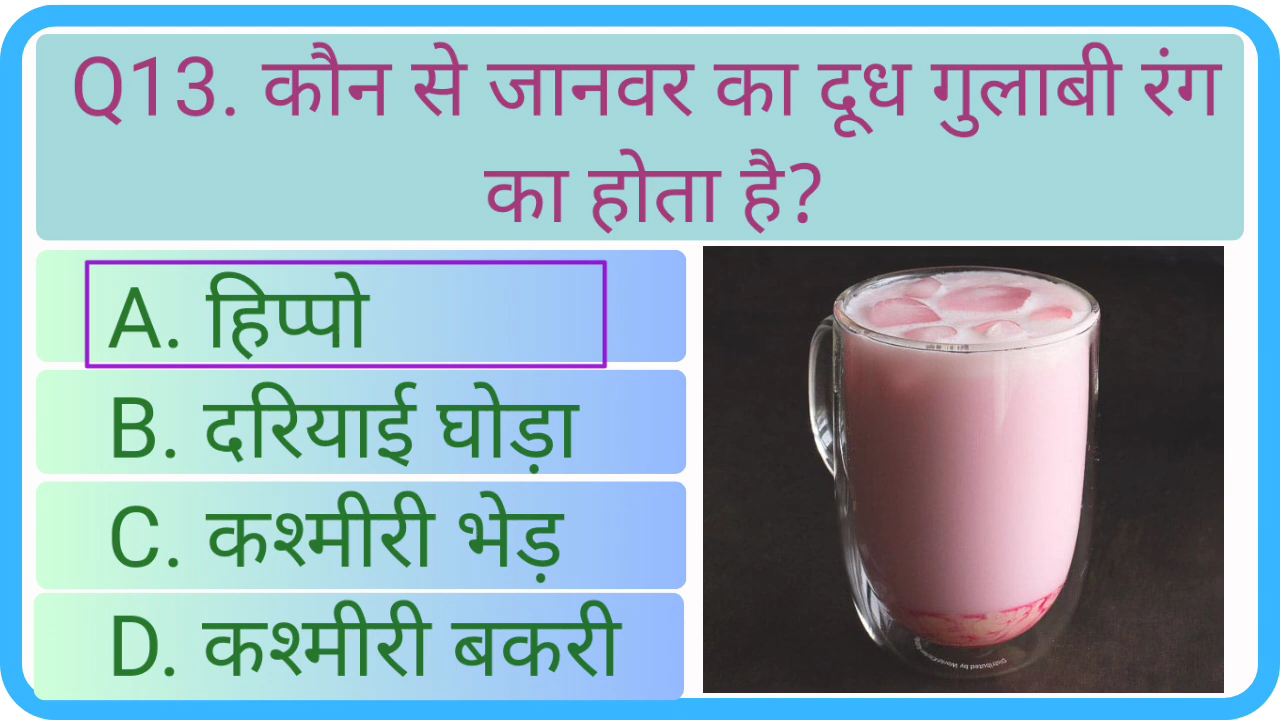 Q13. कौन से जानवर का दूध गुलाबी रंग
का होता है?
A. हिप्पो
B. दरियाई घोड़ा
C. कश्मीरी भेड़
D. कश्मीरी बकरी